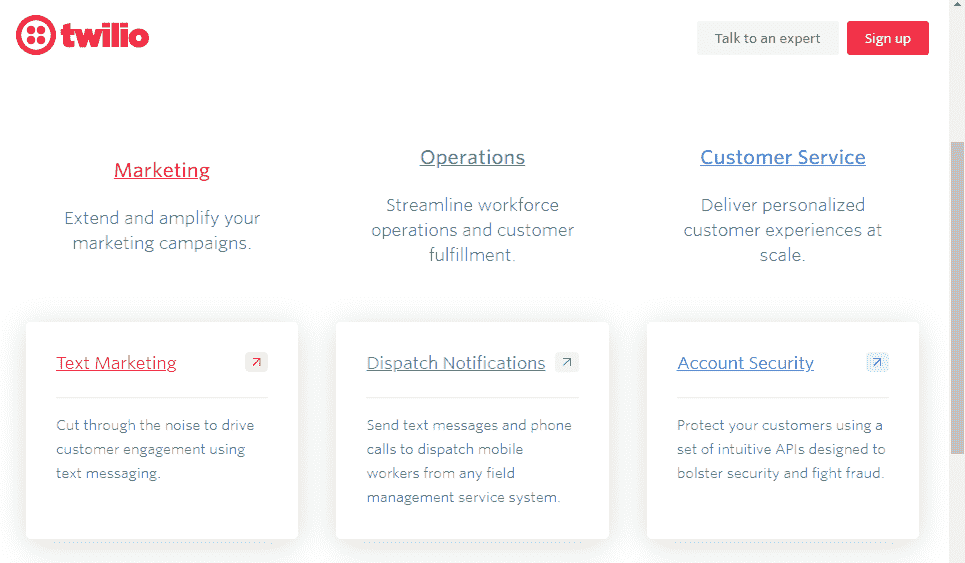 twilio
Talk to an expert
Sign up
Marketing
Extend and amplify your
marketing campaigns.
Operations
Streamline workforce
operations and customer
fulfillment.
Customer Service
Deliver personalized
customer experiences at
scale.
Text Marketing
Cut through the noise to drive
customer engagement using
text messaging.
Dispatch Notifications
Send text messages and phone
calls to dispatch mobile
workers from any field
management service system.
Account Security
Protect your customers using a
set of intuitive APIs designed to
bolster security and fight fraud.